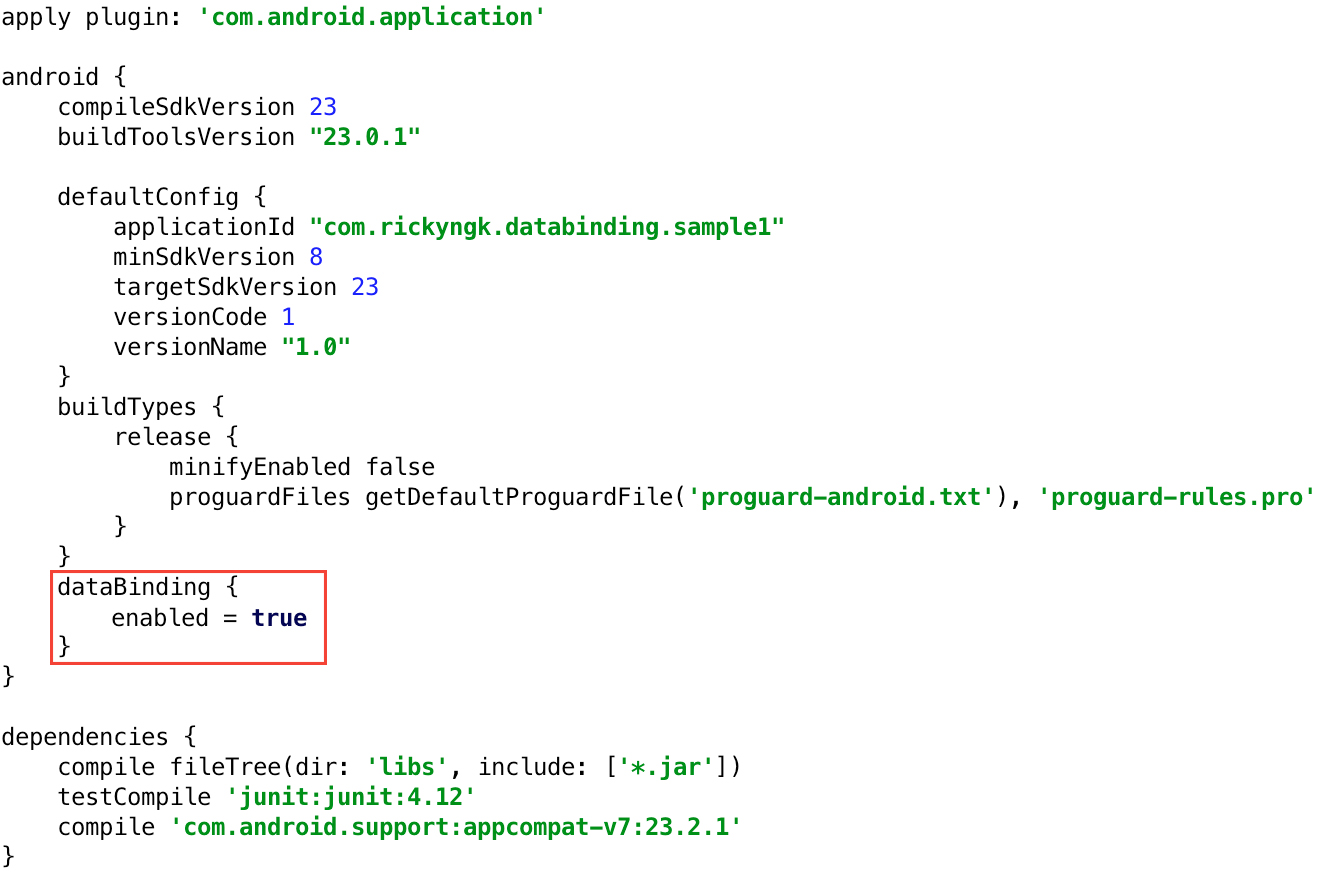 apply plugin: 'com.android.application'
android {
compileSdkVersion 23
buildToolsVersion "23.0.1"
defaultConfig {
applicationId "com.rickyngk.databinding.sample1"
minSdkVersion 8
targetSdkVersion 23
versionCode 1
versionName "1.0"
}
buildTypes {
release {
minifyEnabled false
proguardFiles getDefaultProguardFile('proguard-android.txt'), 'proguard-rules.pro'
}
}
dataBinding {
enabled = true
}
}
dependencies {
compile fileTree(dir: 'libs', include: ['*.jar'])
testCompile 'junit:junit:4.12'
compile 'com.android.support:appcompat-v7:23.2.1'
}